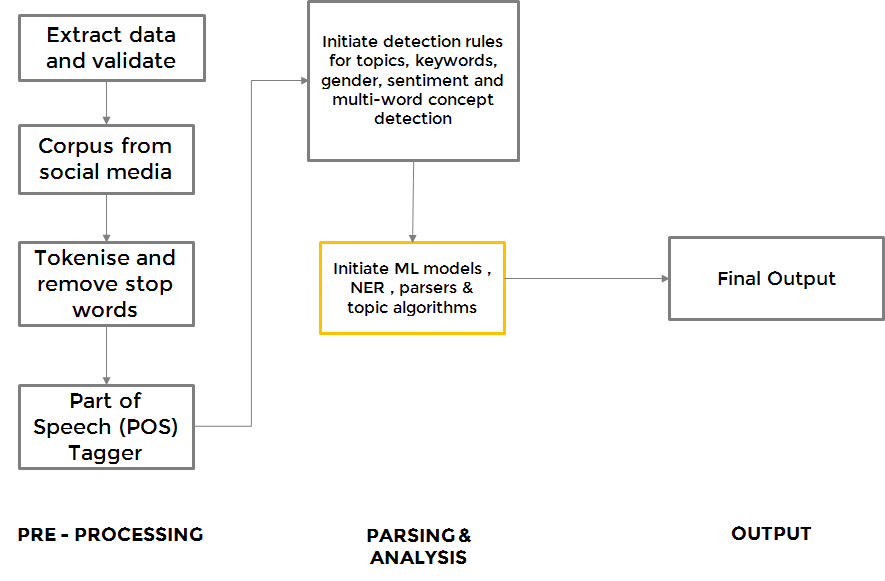 Extract data
and validate
Corpus from
social media
Tokenise and
remove stop
words
Part of
Speech (POS)
Tagger
PRE - PROCESSING
Initiate detection rules
for topics, keywords,
gender, sentiment and
multi-word concept
detection
Initiate ML models ,
NER , parsers &
topic algorithms
PARSING &
ANALYSIS
Final Output
OUTPUT